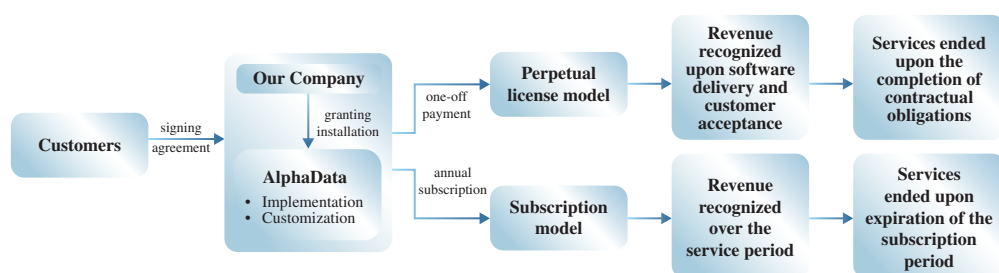 Customers
signing
agreement
Our Company
granting
installation
AlphaData
• Implementation
• Customization
one-off
payment
Perpetual
license model
Revenue
recognized
upon software
delivery and
customer
acceptance
Services ended
upon the
completion of
contractual
obligations
annual
subscription
Subscription
model
Revenue
recognized
over the
service period
Services
ended upon
expiration of the
subscription
period